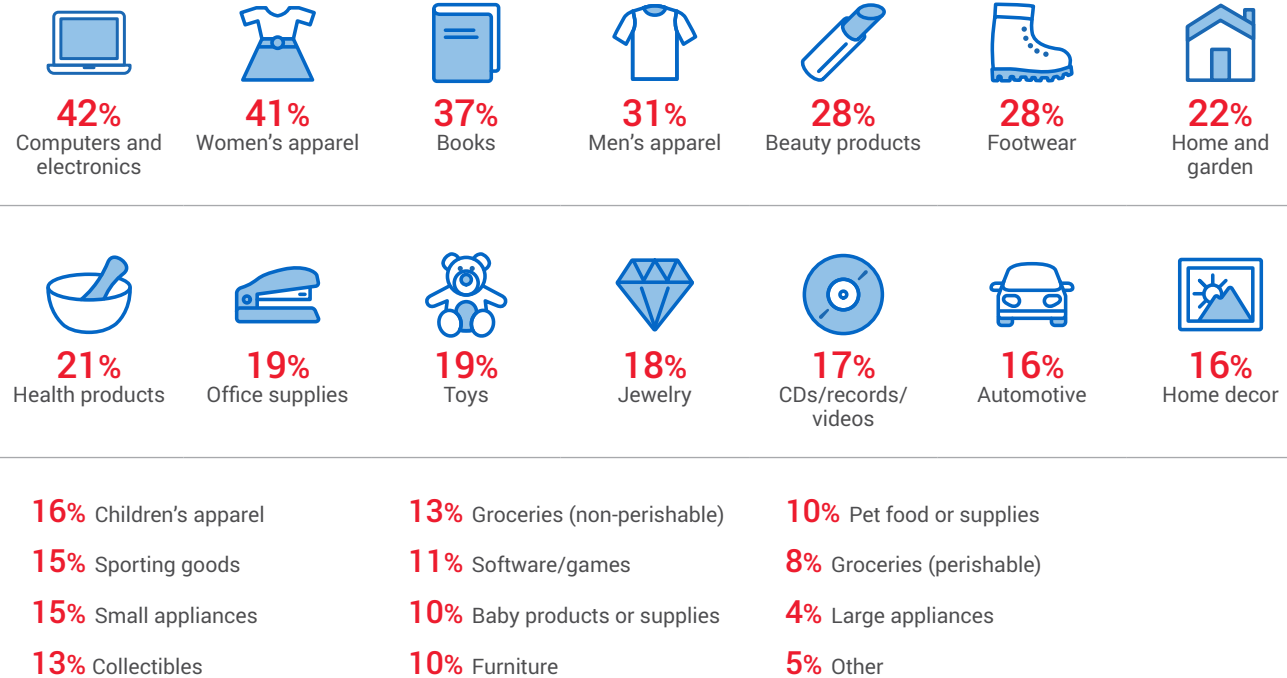 42%
Computers and
electronics
41%
Women’s apparel
37%
Books
31%
Men’s apparel
28%
Beauty products
28%
Footwear
22%
Home and
garden
21%
Health products
19%
Office supplies
19%
Toys
18%
Jewelry
17%
CDs/records/
videos
16%
Automotive
16%
Home decor
16% Children’s apparel
15% Sporting goods
15% Small appliances
13% Collectibles
13% Groceries (non-perishable)
11% Software/games
10% Baby products or supplies
10% Furniture
10% Pet food or supplies
8% Groceries (perishable)
4% Large appliances
5% Other